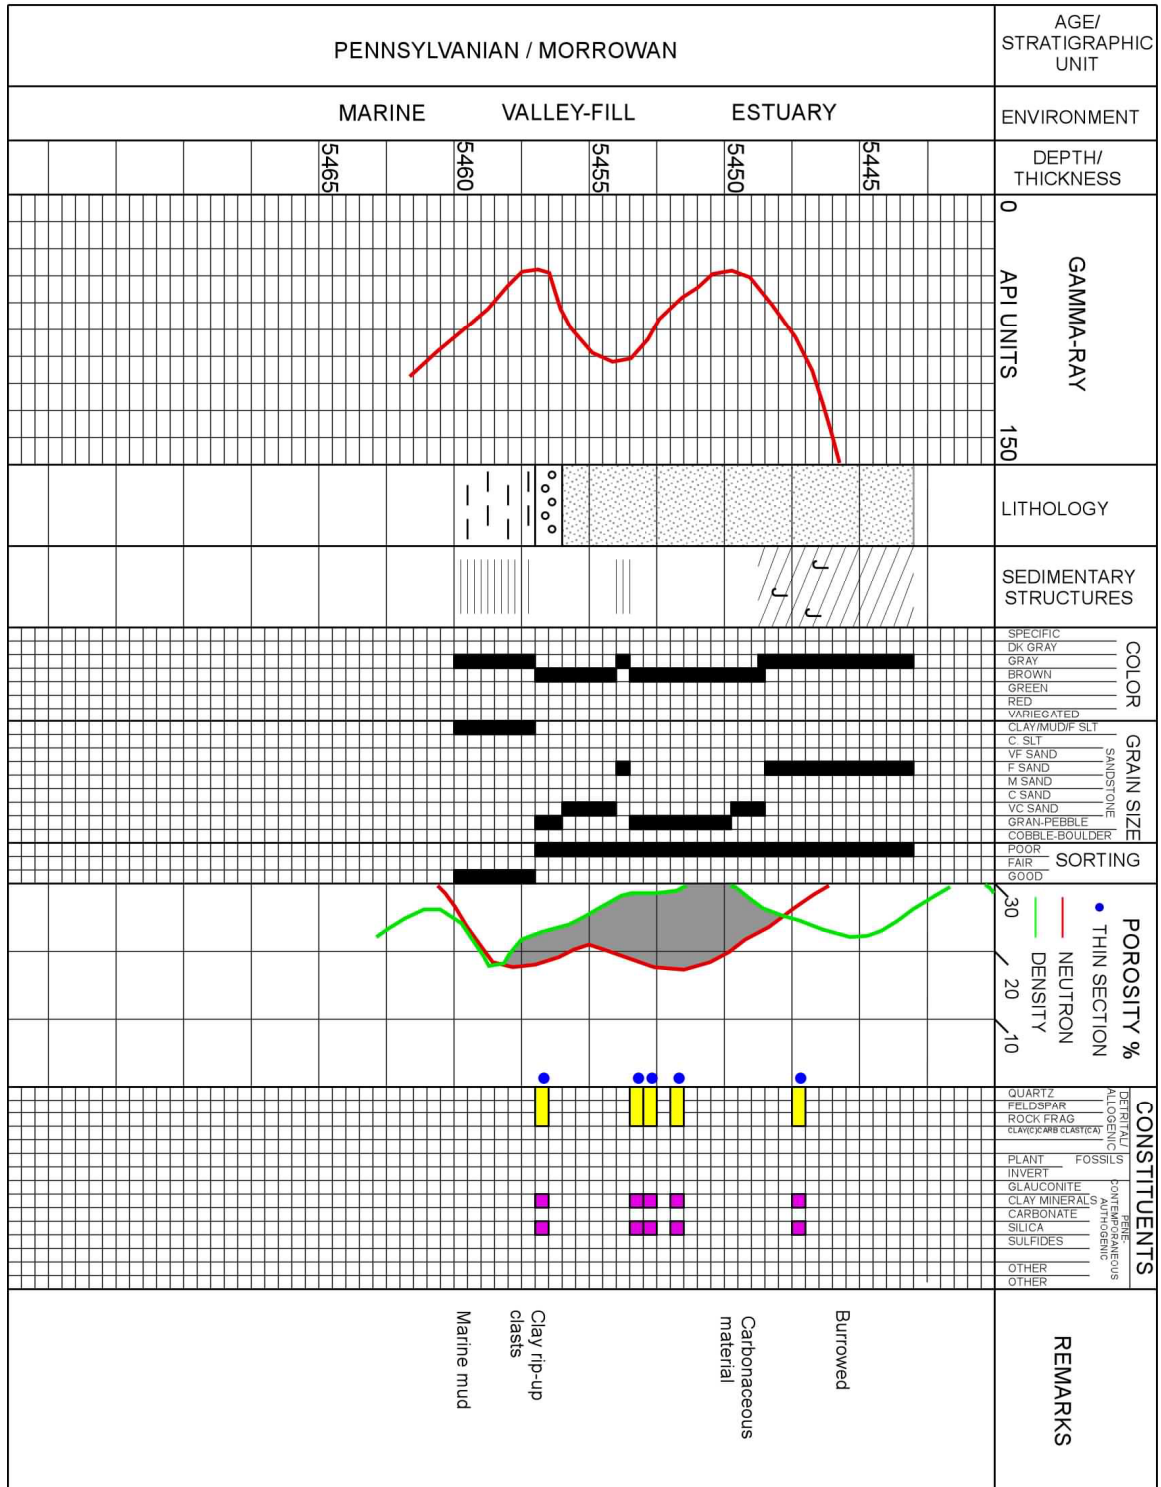 PENNSYLVANIAN / MORROWAN
AGE/
STRATIGRAPHIC
UNIT
MARINE
VALLEY-FILL
ESTUARY
ENVIRONMENT
5465
5460
5455
5450
5445
DEPTH/
THICKNESS
0
API UNITS
150
GAMMA-RAY
LITHOLOGY
SEDIMENTARY
STRUCTURES
SPECIFIC
DK GRAY
GRAY
BROWN
GREEN
RED
VARIEGATED
COLOR
CLAY/MUD/F SLT
C. SLT
VF SAND
F SAND
M SAND
C SAND
VC SAND
GRAN-PEBBLE
COBBLE-BOULDER
SANDSTONE
GRAIN SIZE
POOR
FAIR
GOOD
SORTING
30
20
10
POROSITY %
THIN SECTION
NEUTRON
DENSITY
QUARTZ
FELDSPAR
ROCK FRAG
CLAY(C)CARB CLAST(CA)
DETRITAL/
ALLOGENIC
PLANT
INVERT
FOSSILS
GLAUCONITE
CLAY MINERALS
CARBONATE
SILICA
SULFIDES
OTHER
OTHER
PENE-
CONTEMPORANEOUS
AUTHOGENIC
CONSTITUENTS
REMARKS
Burrowed
Carbonaceous
material
Clay rip-up
clasts
Marine mud